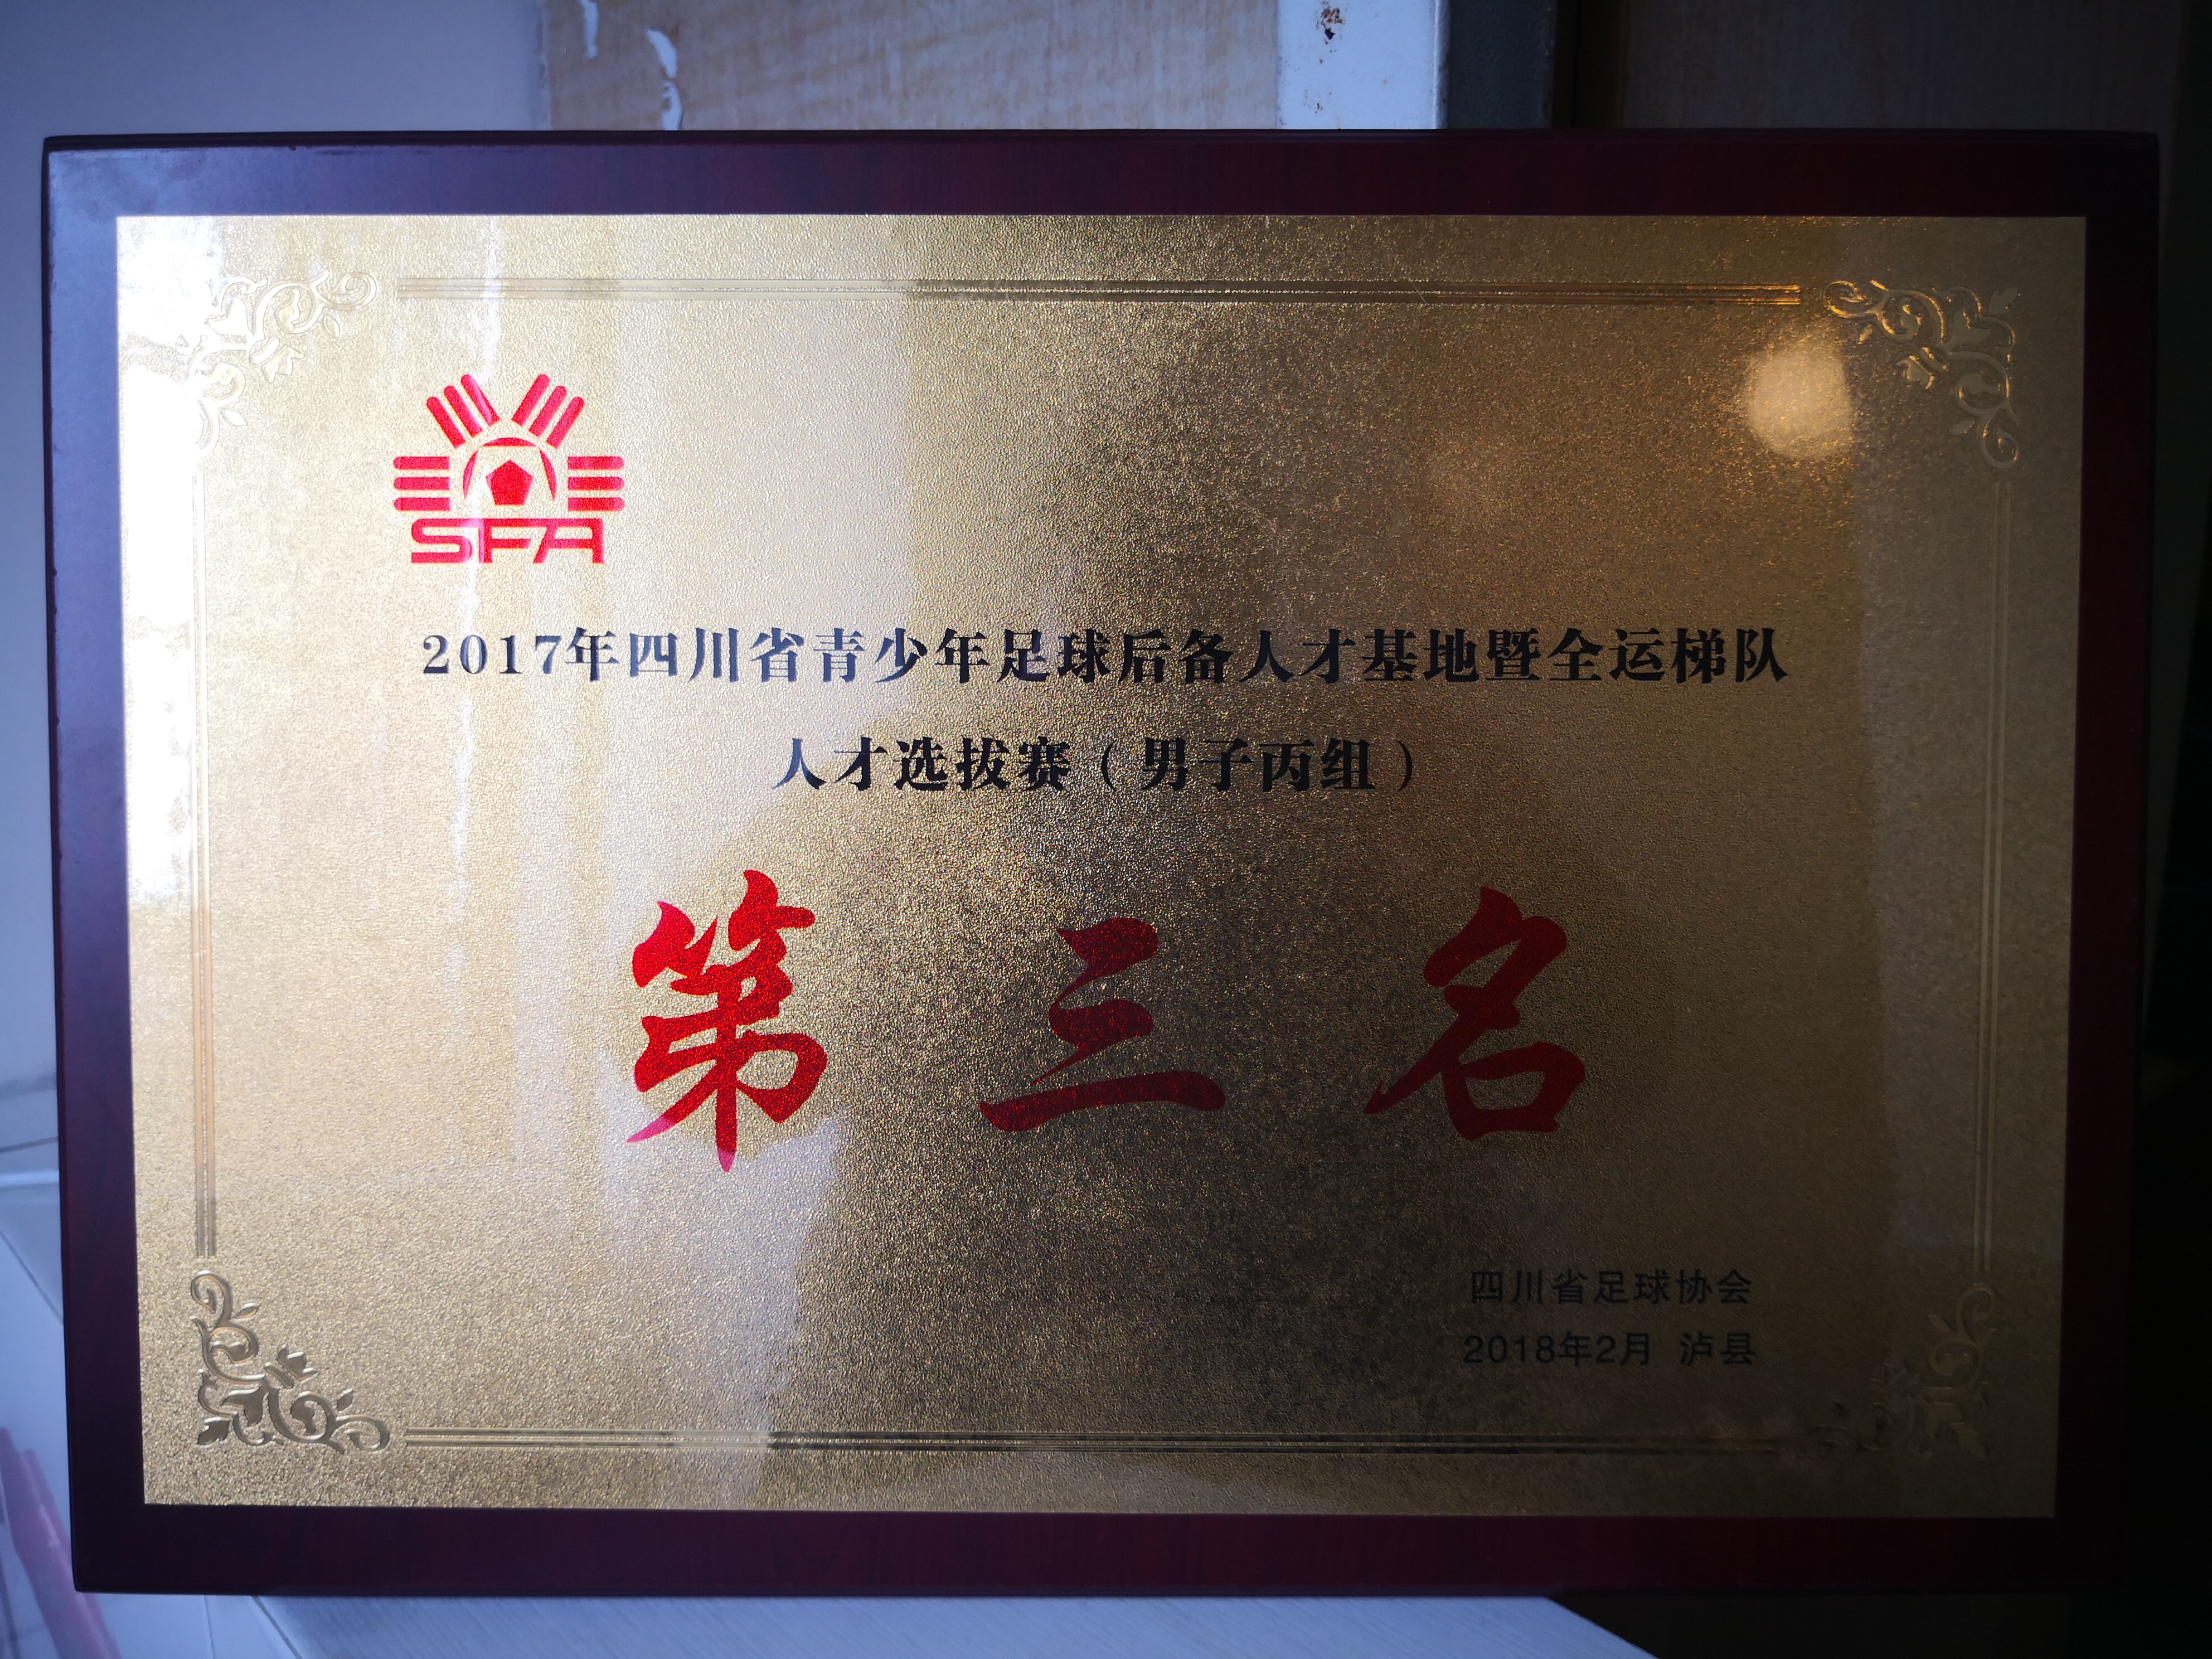 SFA
2017年四川省青少年足球后备人才基地暨全运梯队
人才选拔赛（男子丙组）
第三名
四川省足球协会
2018年2月 泸县